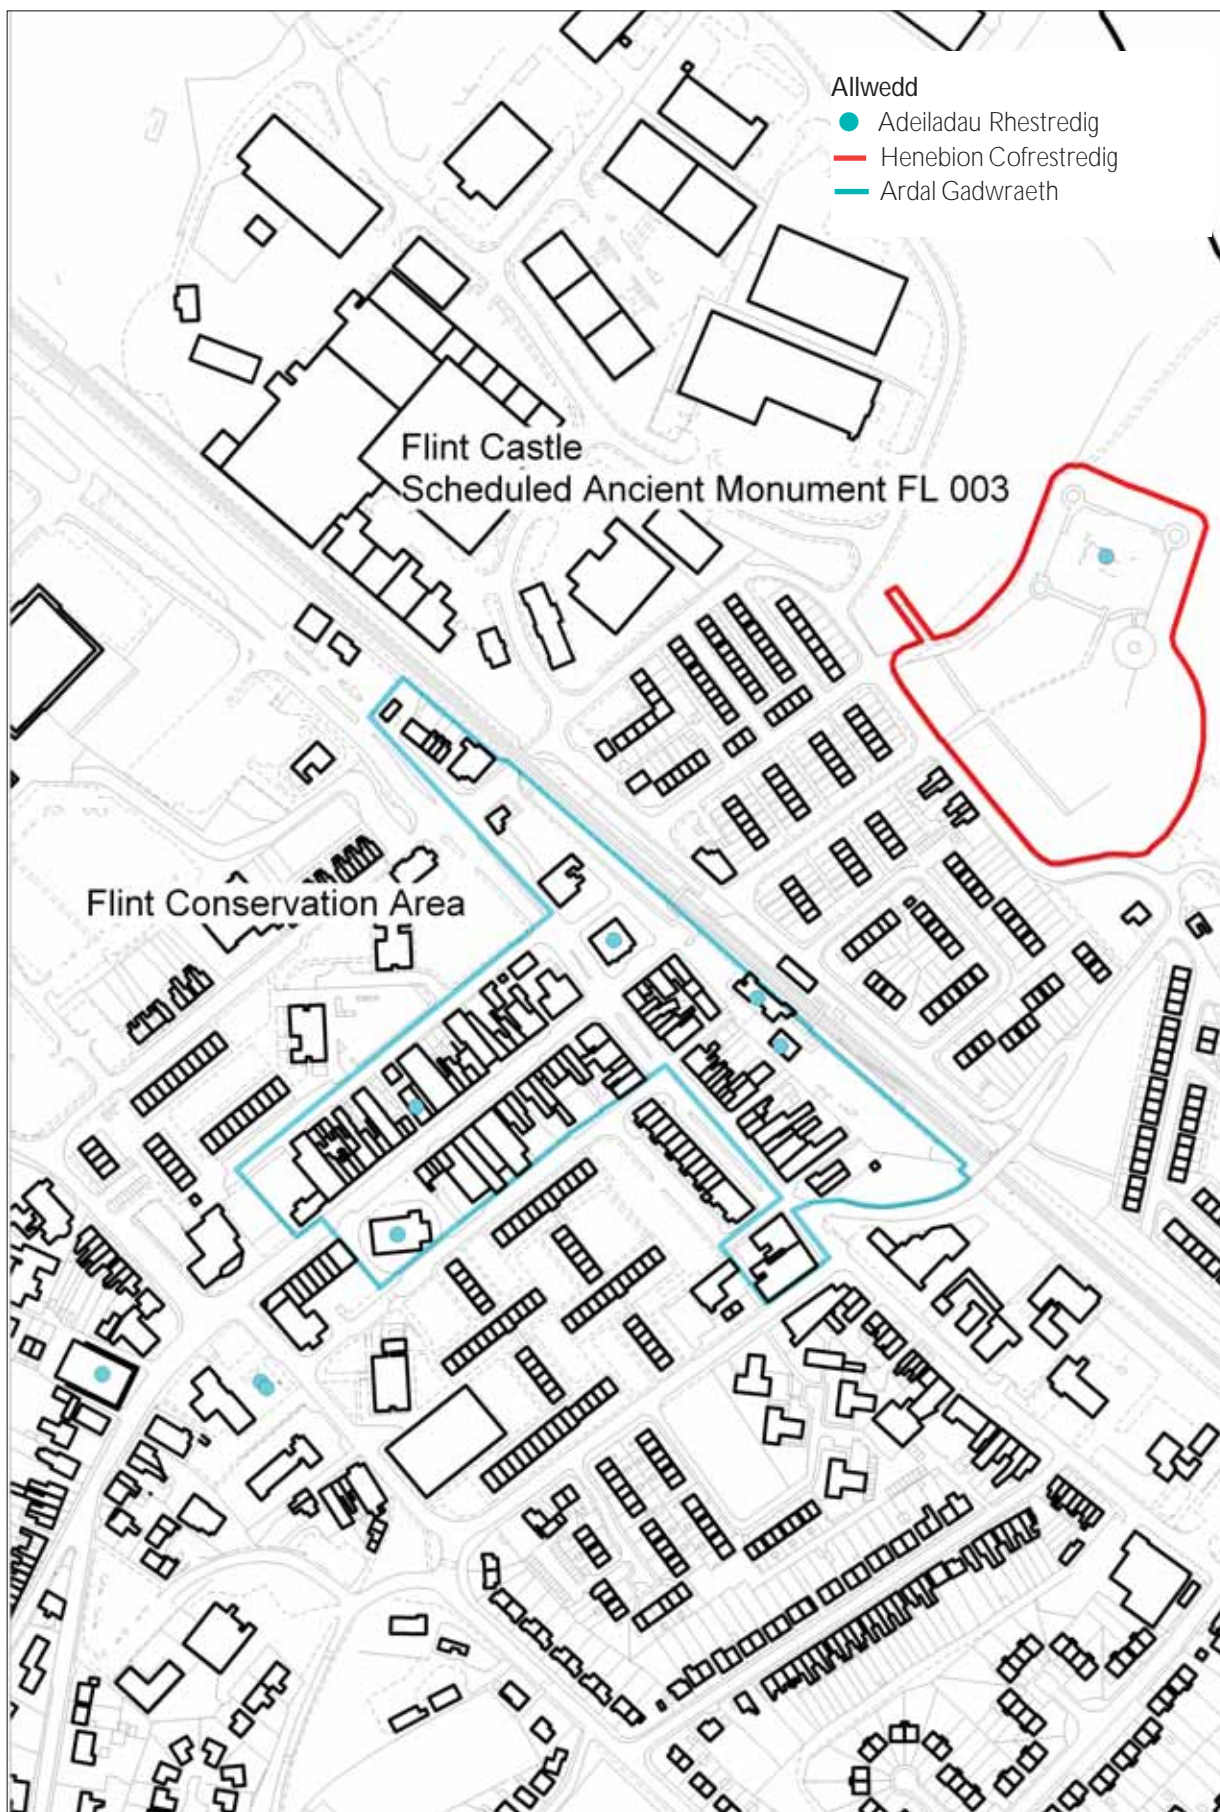 Allwedd
Adeiladau Rhestredig
Henebion Cofrestredig
Ardal Gadwraeth
Flint Castle
Scheduled Ancient Monument FL 003
Flint Conservation Area